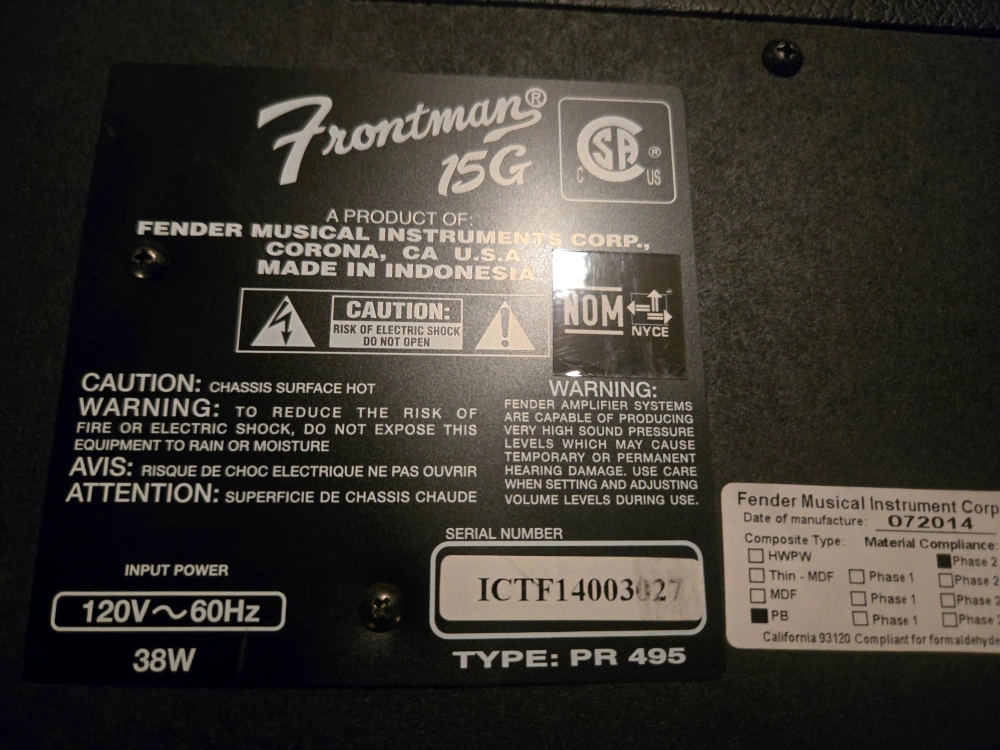 Frontman®
15G
CSA ®
C US
A PRODUCT OF:
FENDER MUSICAL INSTRUMENTS CORP.,
CORONA, CA U.S.A.
MADE IN INDONESIA
CAUTION:
RISK OF ELECTRIC SHOCK
DO NOT OPEN
NOM
NYCE
CAUTION: CHASSIS SURFACE HOT
WARNING: TO REDUCE THE RISK OF
FIRE OR ELECTRIC SHOCK, DO NOT EXPOSE THIS
EQUIPMENT TO RAIN OR MOISTURE
AVIS: RISQUE DE CHOC ELECTRIQUE NE PAS OUVRIR
ATTENTION: SUPERFICIE DE CHASSIS CHAUDE
WARNING:
FENDER AMPLIFIER SYSTEMS
ARE CAPABLE OF PRODUCING
VERY HIGH SOUND PRESSURE
LEVELS WHICH MAY CAUSE
TEMPORARY OR PERMANENT
HEARING DAMAGE. USE CARE
WHEN SETTING AND ADJUSTING
VOLUME LEVELS DURING USE.
INPUT POWER
120V~60Hz
38W
SERIAL NUMBER
ICTF14003027
TYPE: PR 495
Fender Musical Instrument Corp
Date of manufacture: 072014
Composite Type: Material Compliance:
HWPW Phase 2
Thin - MDF Phase 1 Phase 2
MDF Phase 1 Phase 2
PB Phase 1 Phase 2
California 93120 Compliant for formaldehyde